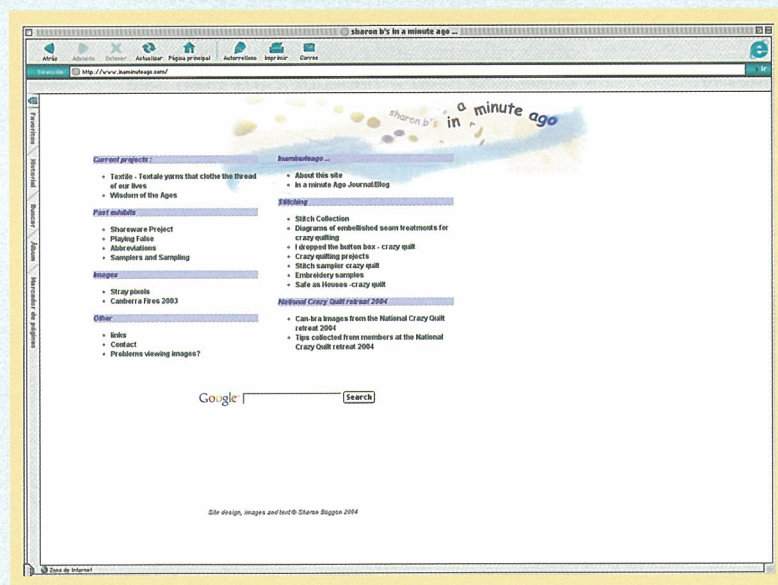 sharon b's in a minute ago ...
Atrás
Adelante
Detener
Actualizar
Página principal
Autorrelleno
Imprimir
Correo
Dirección:
http://www.inaminuteago.com/
Ir
Favoritos
Historial
Buscar
Álbum
Marcador de páginas
sharon b's in a minute ago
Current projects :
• Textile - Textale yarns that clothe the thread
of our lives
• Wisdom of the Ages
Past exhibits
• Shareware Project
• Playing False
• Abbreviations
• Samplers and Sampling
Images
• Stray pixels
• Canberra Fires 2003
Other
• links
• Contact
• Problems viewing images?
Inaminuteago ...
• About this site
• In a minute Ago Journal/Blog
Stitching
• Stitch Collection
• Diagrams of embellished seam treatments for
crazy quilting
• I dropped the button box - crazy quilt
• Crazy quilting projects
• Stitch sampler crazy quilt
• Embroidery samples
• Safe as Houses -crazy quilt
National Crazy Quilt retreat 2004
• Can-bra Images from the National Crazy Quilt
retreat 2004
• Tips collected from members at the National
Crazy Quilt retreat 2004
Google
Search
Site design, images and text © Sharon Boggon 2004
Zona de Internet